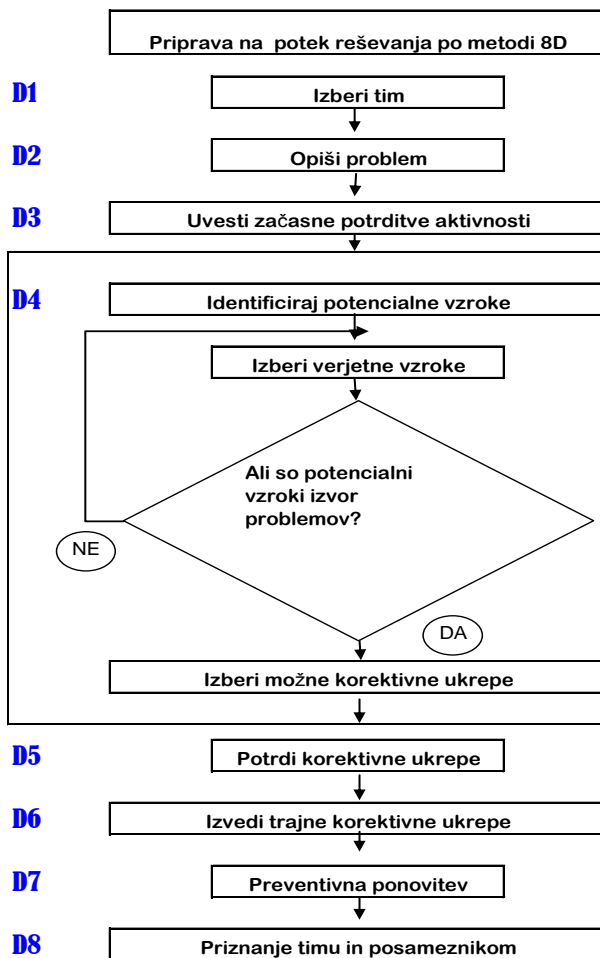 Priprava na potek reševanja po metodi 8D
D1
Izberi tim
D2
Opiši problem
D3
Uvesti začasne potrditve aktivnosti
D4
Identificiraj potencialne vzroke
Izberi verjetne vzroke
Ali so potencialni
vzroki izvor
problemov?
NE
DA
Izberi možne korektivne ukrepe
D5
Potrdi korektivne ukrepe
D6
Izvedi trajne korektivne ukrepe
D7
Preventivna ponovitev
D8
Priznanje timu in posameznikom